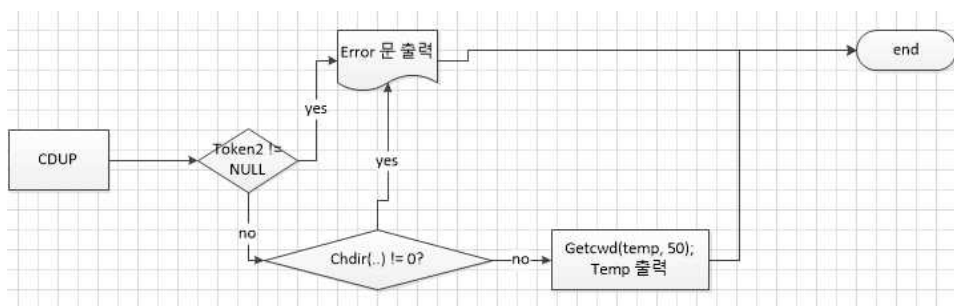 Error 문 출력
end
yes
CDUP
Token2 !=
NULL
yes
no
Chdir(..) != 0?
no
Getcwd(temp, 50);
Temp 출력